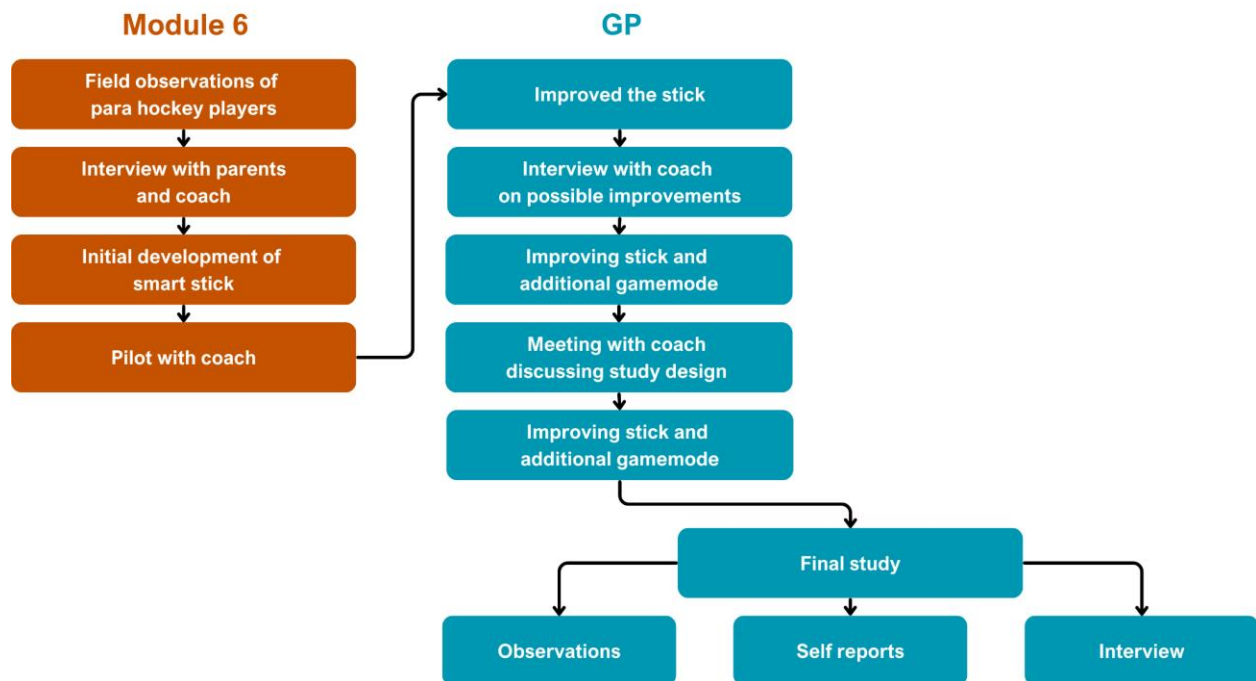 Module 6
Field observations of
para hockey players
Interview with parents
and coach
Initial development of
smart stick
Pilot with coach
GP
Improved the stick
Interview with coach
on possible improvements
Improving stick and
additional gamemode
Meeting with coach
discussing study design
Improving stick and
additional gamemode
Final study
Observations
Self reports
Interview